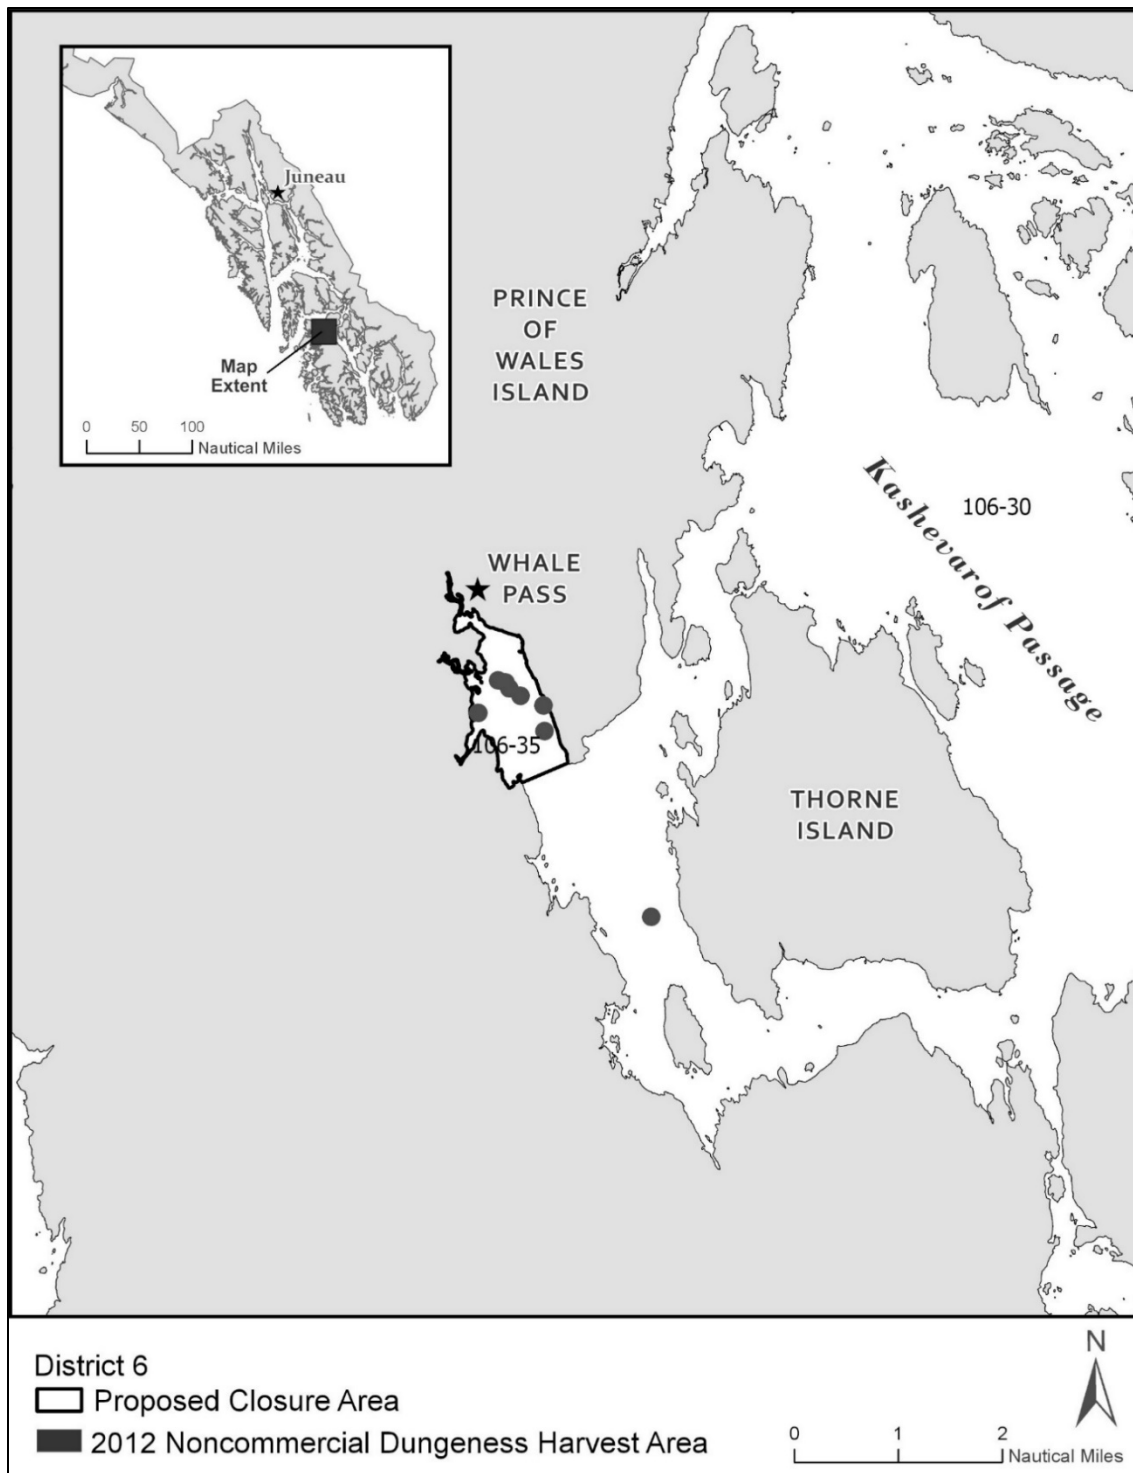 Juneau
Map
Extent
0 50 100
Nautical Miles
PRINCE
OF
WALES
ISLAND
106-30
Kashevarof Passage
WHALE
PASS
106-35
THORNE
ISLAND
District 6
Proposed Closure Area
2012 Noncommercial Dungeness Harvest Area
N
0 1 2
Nautical Miles